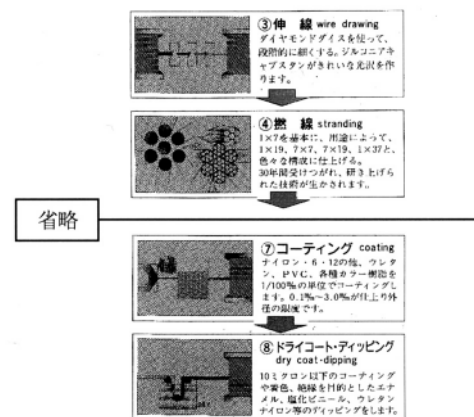 ③伸 線 wire drawing
ダイヤモンドダイスを使って、
段階的に細くする。ジルコニアキ
ャプスタンがきれいな光沢を作
ります。
④撚 線 stranding
1×7を基本に、用途によって、
1×19、7×7、7×19、1×37と、
色々な構成に仕上げる。
30年間受けつがれ、研き上げら
れた技術が生かされます。
省略
⑦コーティング coating
ナイロン・6・12の他、ウレタ
ン、PVC、各種カラー樹脂を
1/100㎜の単位でコーティングし
ます。0.1㎜~3.0㎜が仕上り外
径の限度です。
⑧ドライコート・ディッピング
dry coat-dipping
10ミクロン以下のコーティング
や着色、絶縁を目的としたエナ
メル、塩化ビニール、ウレタン
ナイロン等のディッピングをします。